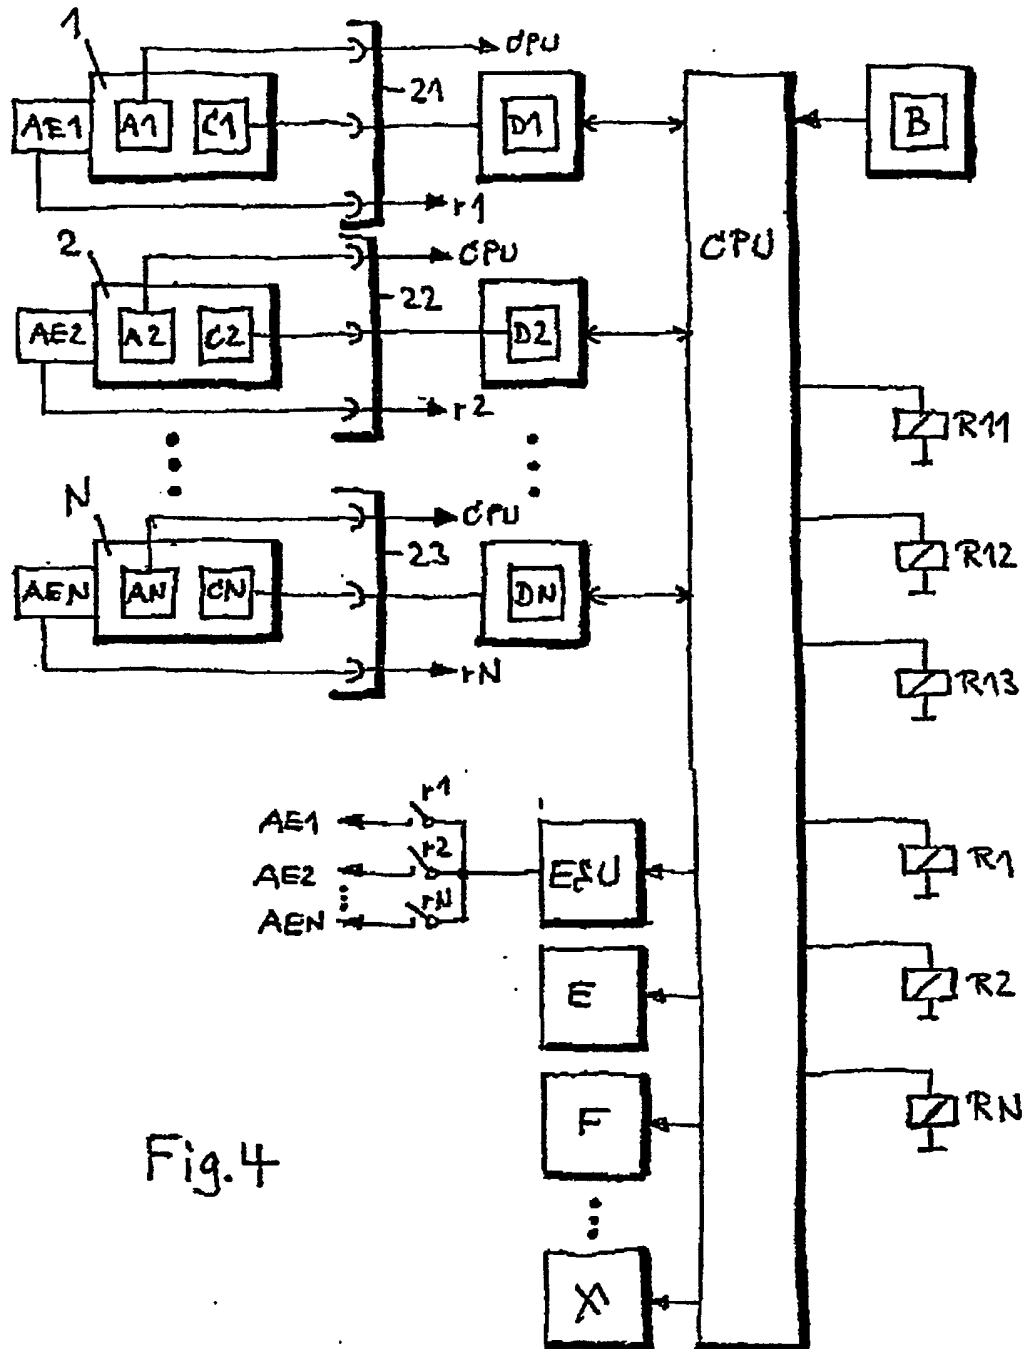 1
CPU
21
AE1 A1 C1 D1 CPU B
r1
2
CPU
22
AE2 A2 C2 D2
r2
R11
N
CPU
23
AEN AN CN DN
rN
R12
R13
r1
AE1
r2
AE2
rN
AEN
ESU
R1
E
R2
F
RN
Fig.4
X